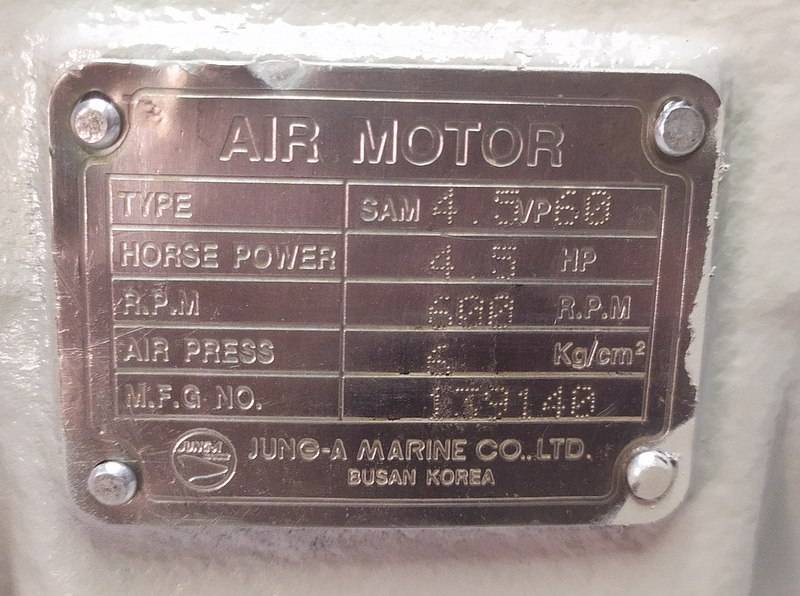 AIR MOTOR
TYPE SAM 4.5VP60
HORSE POWER 4.5 HP
R.P.M 600 R.P.M
AIR PRESS Kg/cm²
M.F.G NO. 179140
JUNG-A JUNG-A MARINE CO.,LTD.
BUSAN KOREA